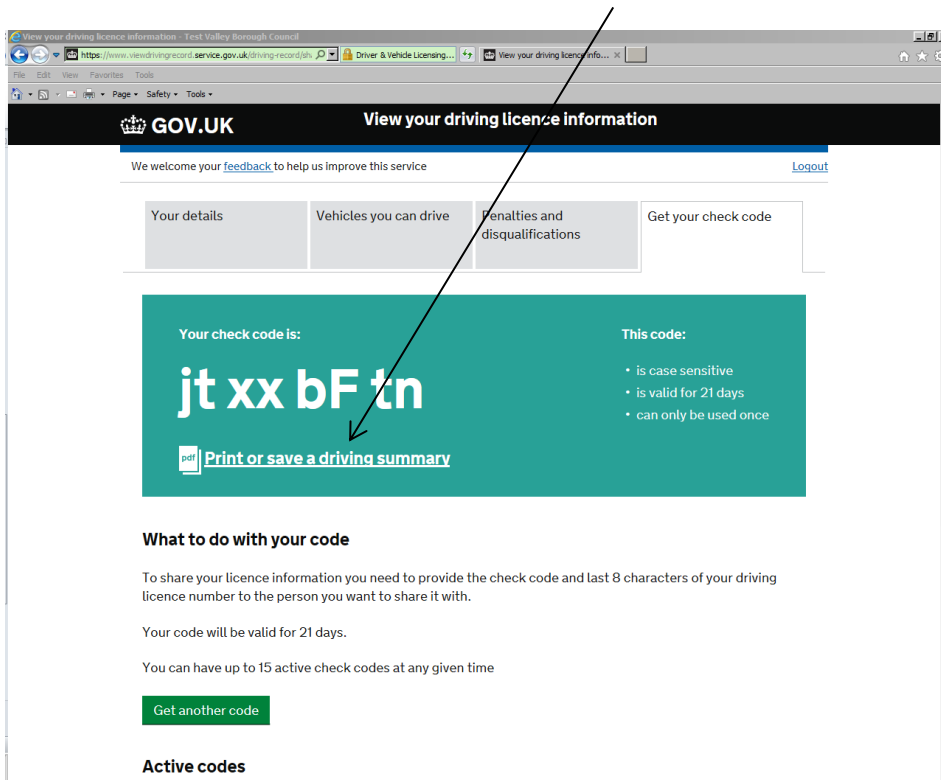 View your driving licence information - Test Valley Borough Council
https://www.viewdrivingrecord.service.gov.uk/driving-record/sh
Driver & Vehicle Licensing...
View your driving licence info...
File Edit View Favorites Tools
Page Safety Tools
GOV.UK
View your driving licence information
We welcome your feedback to help us improve this service
Logout
Your details
Vehicles you can drive
Penalties and
disqualifications
Get your check code
Your check code is:
jt xx bF tn
pdf Print or save a driving summary
This code:
• is case sensitive
• is valid for 21 days
• can only be used once
What to do with your code
To share your licence information you need to provide the check code and last 8 characters of your driving
licence number to the person you want to share it with.
Your code will be valid for 21 days.
You can have up to 15 active check codes at any given time
Get another code
Active codes